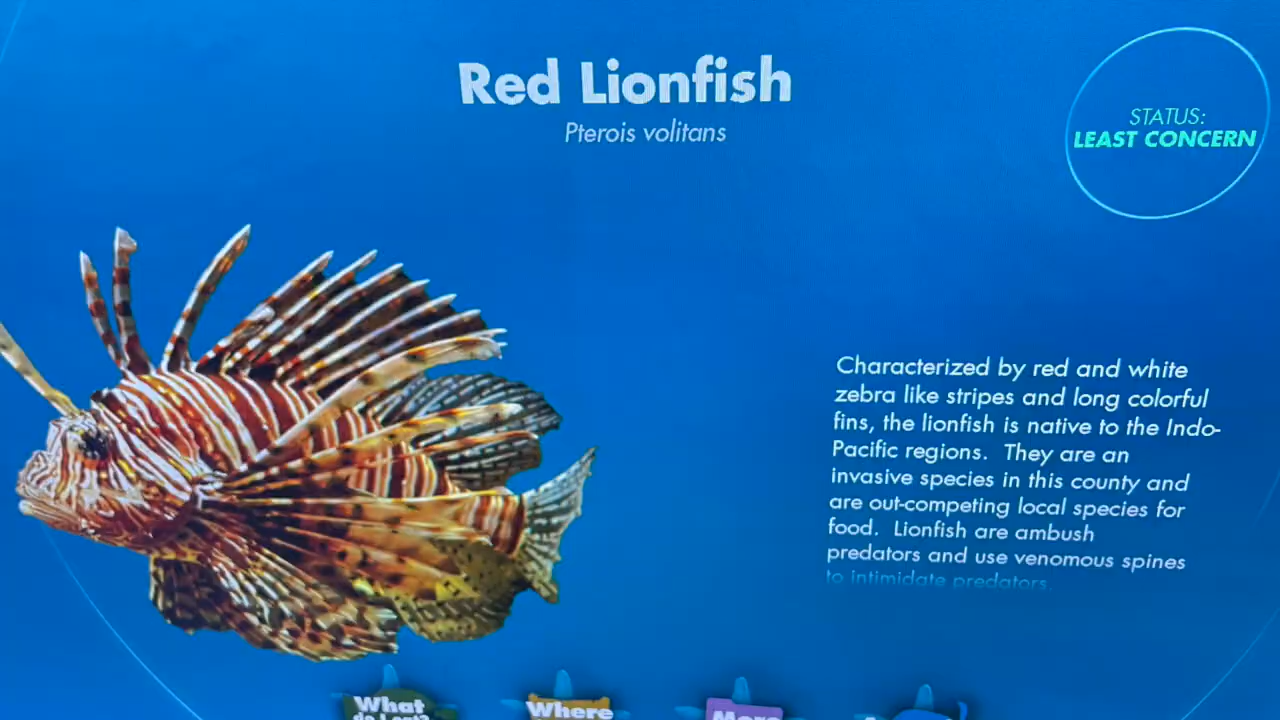 Red Lionfish
Pterois volitans
STATUS:
LEAST CONCERN
Characterized by red and white
zebra like stripes and long colorful
fins, the lionfish is native to the Indo-
Pacific regions. They are an
invasive species in this county and
are out-competing local species for
food. Lionfish are ambush
predators and use venomous spines
to intimidate predators.
What
do I eat?
Where
More